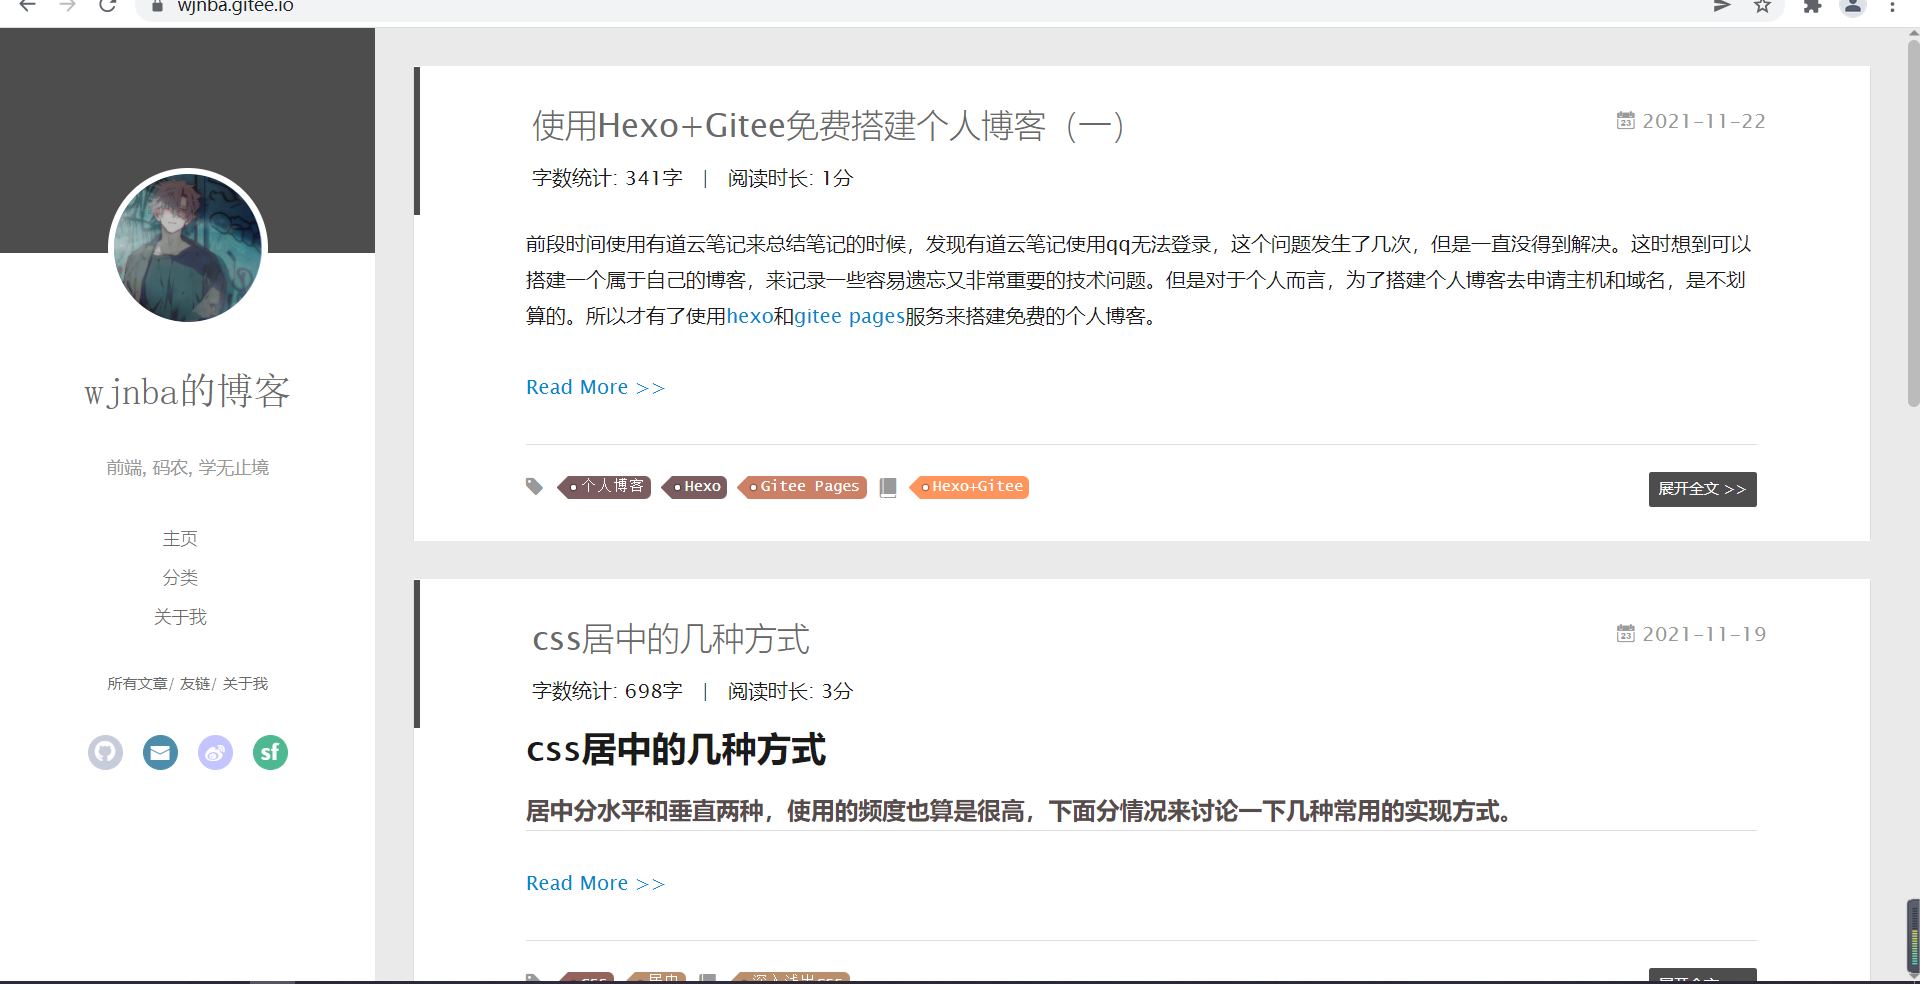 wjnba.gitee.io
wjnba的博客
前端, 码农, 学无止境
主页
分类
关于我
所有文章/ 友链/ 关于我
sf
使用Hexo+Gitee免费搭建个人博客（一）
23 2021-11-22
字数统计: 341字 | 阅读时长: 1分
前段时间使用有道云笔记来总结笔记的时候，发现有道云笔记使用qq无法登录，这个问题发生了几次，但是一直没得到解决。这时想到可以
搭建一个属于自己的博客，来记录一些容易遗忘又非常重要的技术问题。但是对于个人而言，为了搭建个人博客去申请主机和域名，是不划
算的。所以才有了使用hexo和gitee pages服务来搭建免费的个人博客。
Read More >>
个人博客 Hexo Gitee Pages Hexo+Gitee
展开全文 >>
css居中的几种方式
23 2021-11-19
字数统计: 698字 | 阅读时长: 3分
css居中的几种方式
居中分水平和垂直两种，使用的频度也算是很高，下面分情况来讨论一下几种常用的实现方式。
Read More >>
css 居中 深入浅出css
展开全文 >>